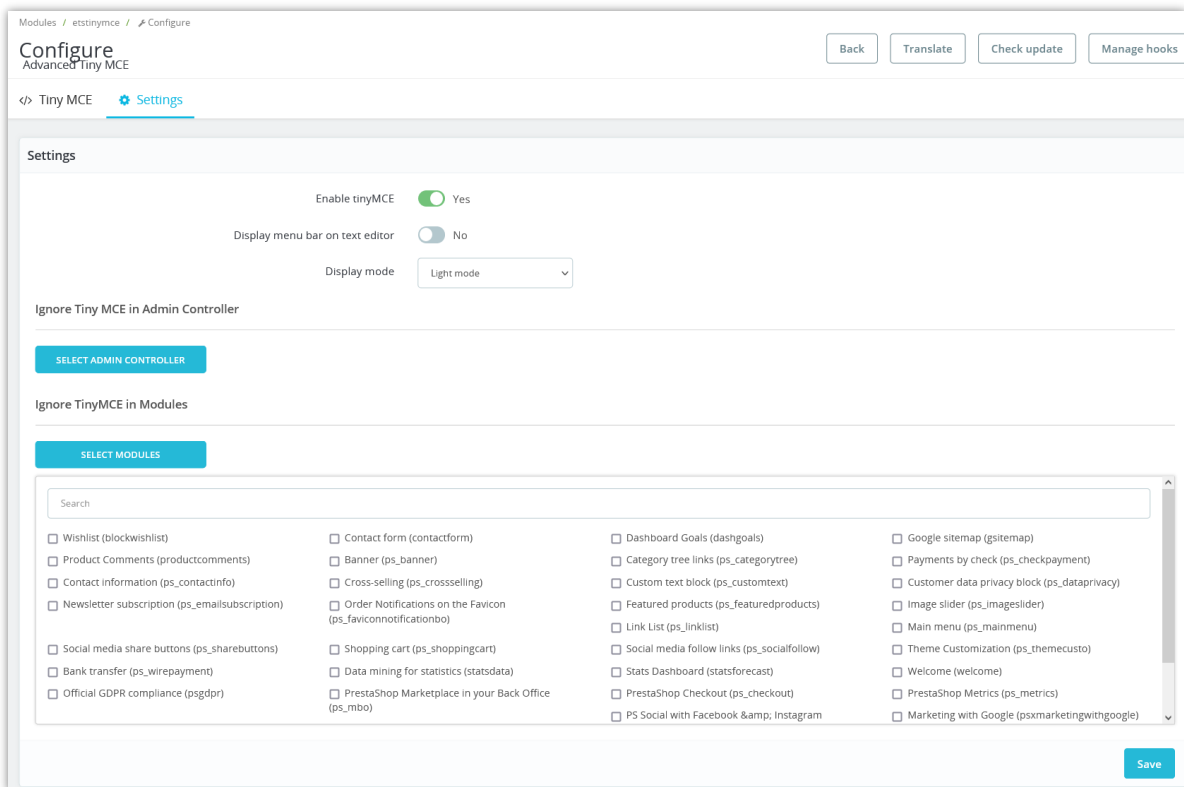 Modules / etstinymce / Configure
Configure
Advanced Tiny MCE
Back
Translate
Check update
Manage hooks
</> Tiny MCE
Settings
Settings
Enable tinyMCE
Yes
Display menu bar on text editor
No
Display mode
Light mode
Ignore Tiny MCE in Admin Controller
SELECT ADMIN CONTROLLER
Ignore TinyMCE in Modules
SELECT MODULES
Search
Wishlist (blockwishlist)
Contact form (contactform)
Dashboard Goals (dashgoals)
Google sitemap (gsitemap)
Product Comments (productcomments)
Banner (ps_banner)
Category tree links (ps_categorytree)
Payments by check (ps_checkpayment)
Contact information (ps_contactinfo)
Cross-selling (ps_crossselling)
Custom text block (ps_customtext)
Customer data privacy block (ps_dataprivacy)
Newsletter subscription (ps_emailsubscription)
Order Notifications on the Favicon
(ps_faviconnotificationbo)
Featured products (ps_featuredproducts)
Image slider (ps_imageslider)
Link List (ps_linklist)
Main menu (ps_mainmenu)
Social media share buttons (ps_sharebuttons)
Shopping cart (ps_shoppingcart)
Social media follow links (ps_socialfollow)
Theme Customization (ps_themecusto)
Bank transfer (ps_wirepayment)
Data mining for statistics (statsdata)
Stats Dashboard (statsforecast)
Welcome (welcome)
Official GDPR compliance (psgdpr)
PrestaShop Marketplace in your Back Office
(ps_mbo)
PrestaShop Checkout (ps_checkout)
PrestaShop Metrics (ps_metrics)
PS Social with Facebook &amp; Instagram
Marketing with Google (psxmarketingwithgoogle)
Save